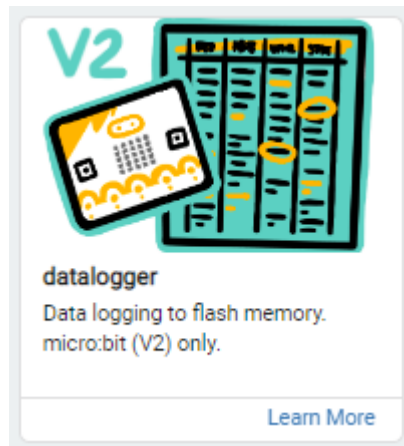 V2
datalogger
Data logging to flash memory.
micro:bit (V2) only.
Learn More